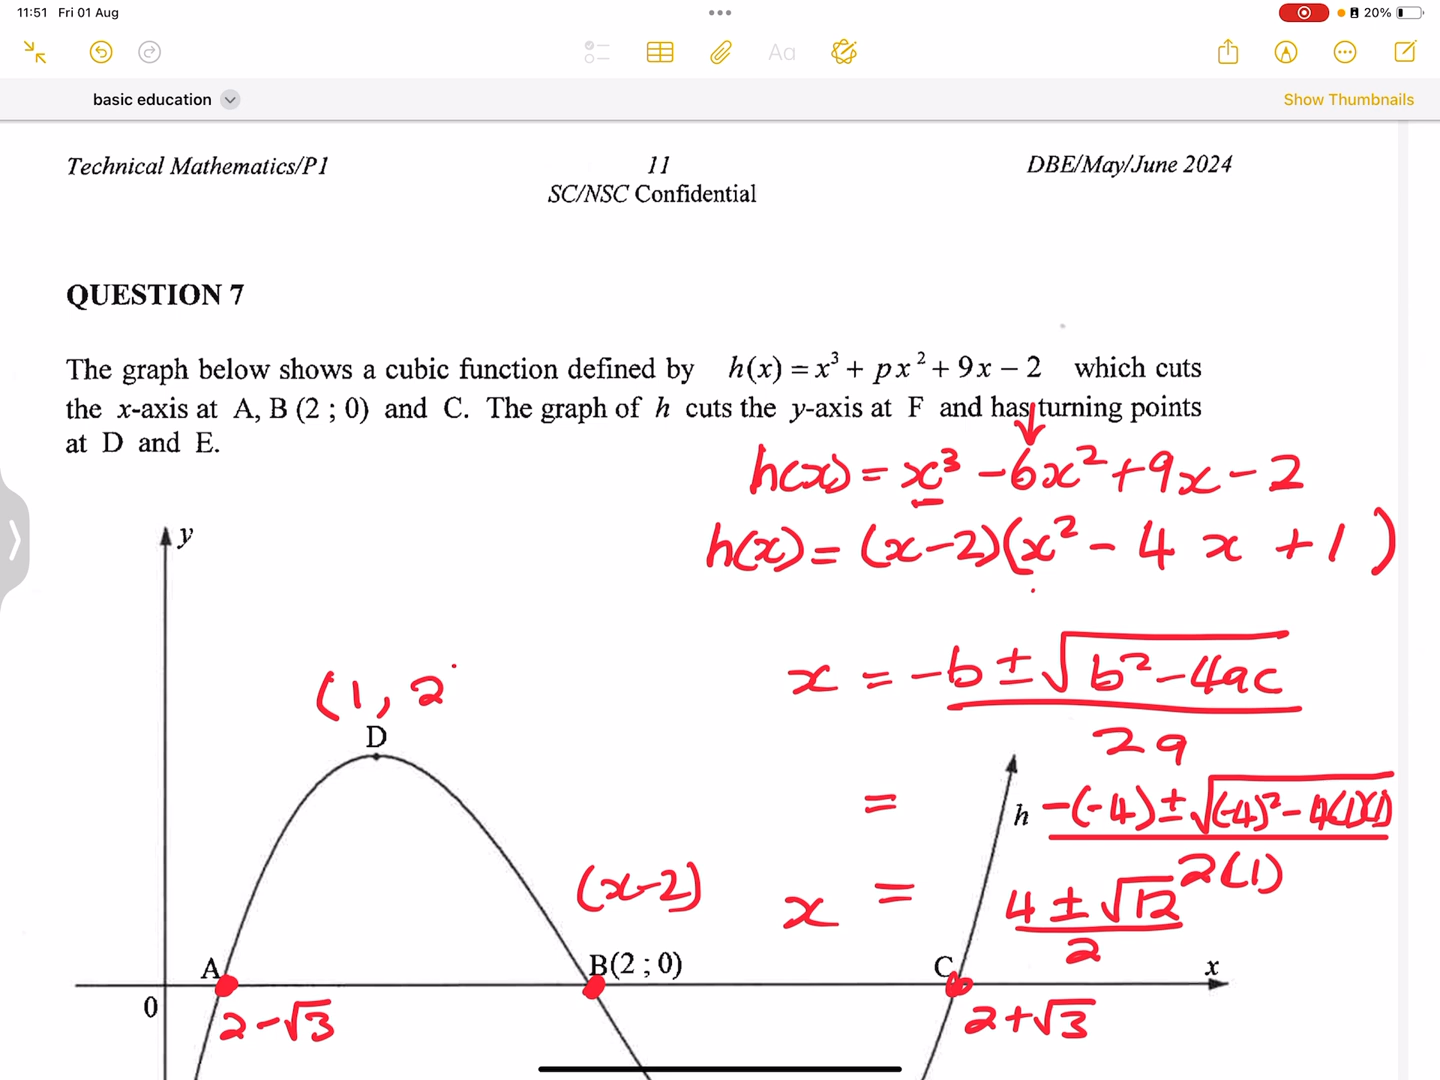 11:51 Fri 01 Aug
20%
Aa
basic education
Show Thumbnails
Technical Mathematics/P1 11 DBE/May/June 2024
SC/NSC Confidential
QUESTION 7
The graph below shows a cubic function defined by h(x) = x³ + px² + 9x − 2 which cuts
the x-axis at A, B (2 ; 0) and C. The graph of h cuts the y-axis at F and has turning points
at D and E.
h(x) = x³ − 6x² + 9x − 2
h(x) = (x−2)(x² − 4x + 1)
y
x = −b ± √(b² − 4ac)
2a
(1, 2
D
= −(−4) ± √((−4)² − 4(1)(1))
2(1)
h
x = 4 ± √12
2
(x−2)
A B(2 ; 0) C x
0
2−√3 2+√3